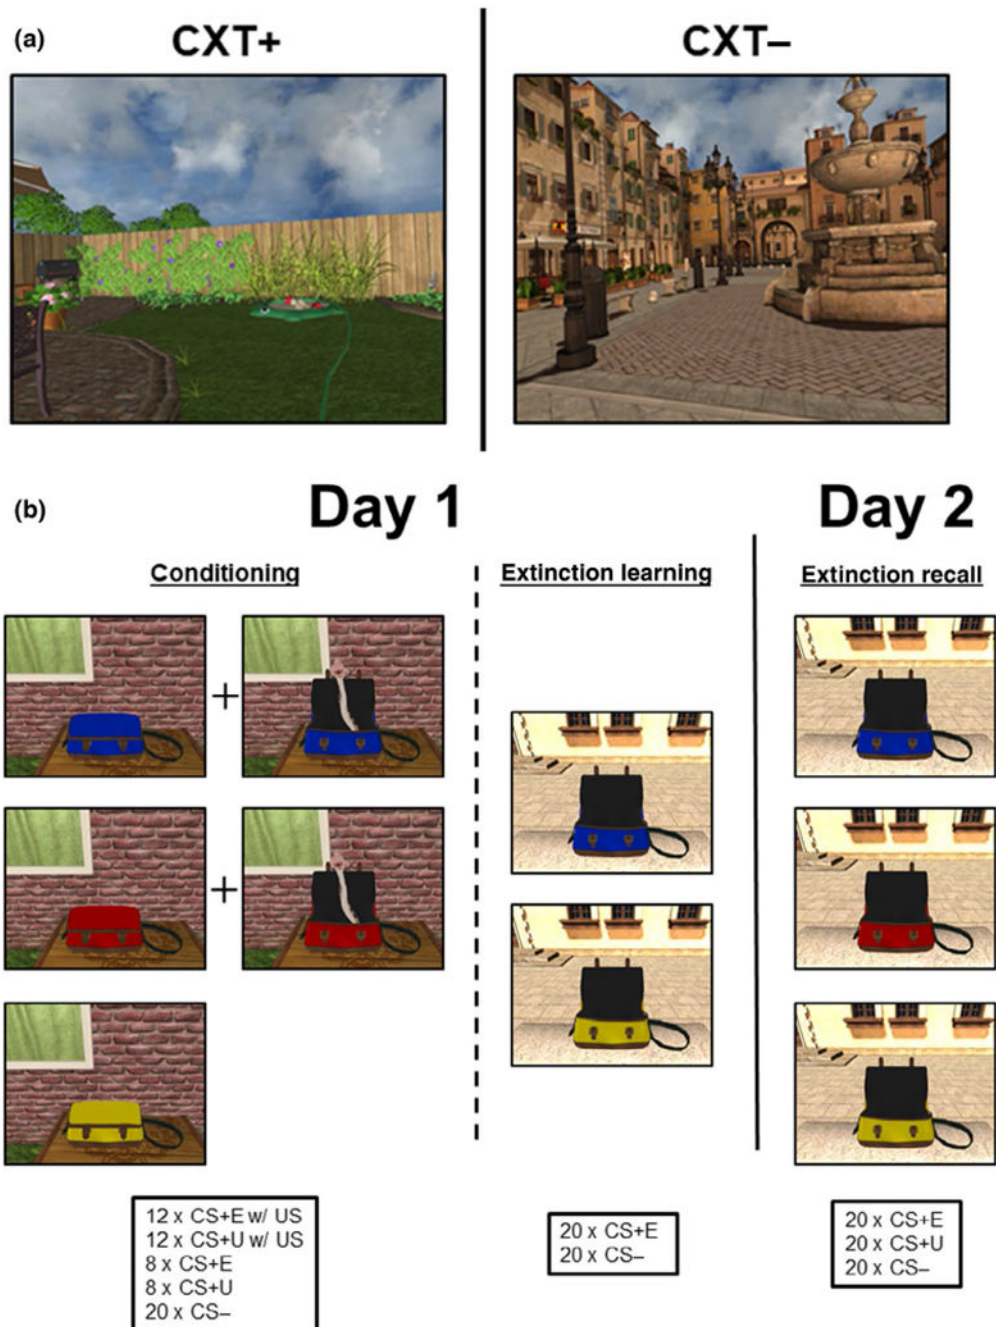 (a)
CXT+
CXT–
(b)
Day 1
Day 2
Conditioning
Extinction learning
Extinction recall
+
+
12 x CS+E w/ US
12 x CS+U w/ US
8 x CS+E
8 x CS+U
20 x CS–
20 x CS+E
20 x CS–
20 x CS+E
20 x CS+U
20 x CS–